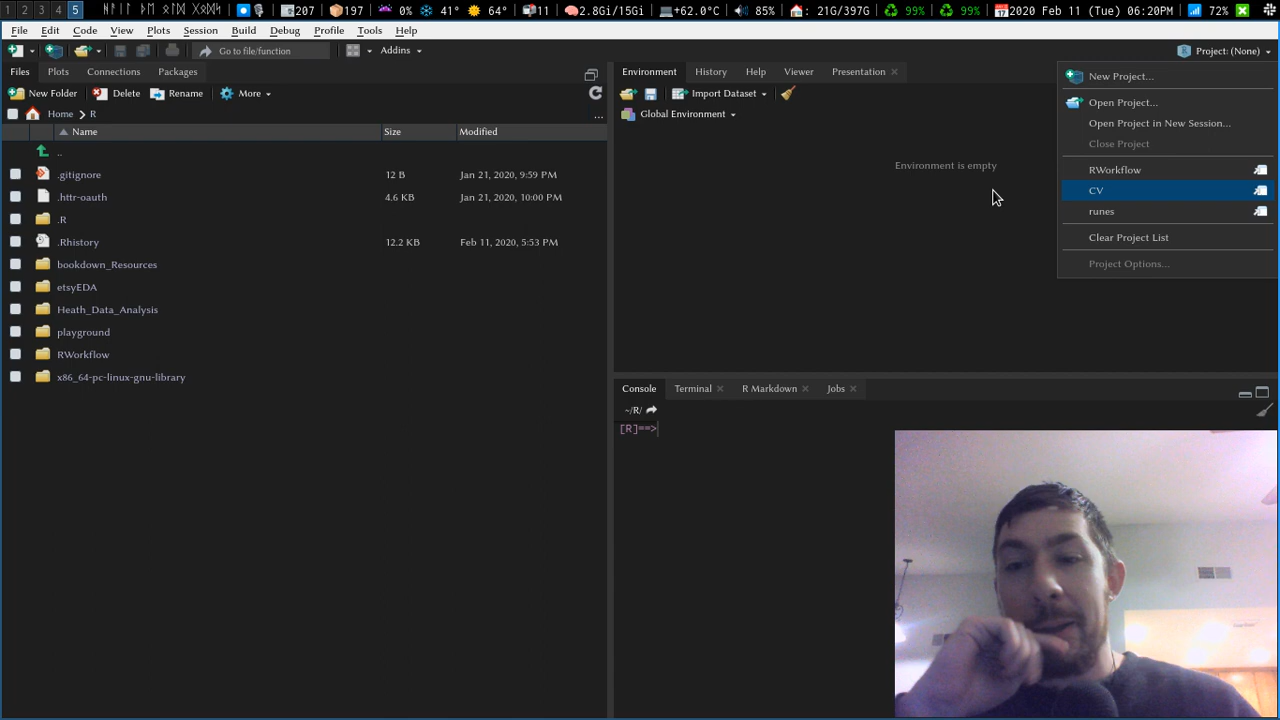 1 2 3 4 5 ᚺᚨᛁᛚ ᚦᛖ ᛟᛚᛞ ᚷᛟᛞᛋ 207 197 0% 41° 64° 11 2.8Gi/15Gi +62.0°C 85% : 21G/397G 99% 99% 2020 Feb 11 (Tue) 06:20PM 72%
File Edit Code View Plots Session Build Debug Profile Tools Help
Go to file/function Addins Project: (None)
Files Plots Connections Packages
New Folder Delete Rename More
Home R ...
Name Size Modified
..
.gitignore 12 B Jan 21, 2020, 9:59 PM
.httr-oauth 4.6 KB Jan 21, 2020, 10:00 PM
.R
.Rhistory 12.2 KB Feb 11, 2020, 5:53 PM
bookdown_Resources
etsyEDA
Heath_Data_Analysis
playground
RWorkflow
x86_64-pc-linux-gnu-library
Environment History Help Viewer Presentation
Import Dataset
Global Environment
Environment is empty
New Project...
Open Project...
Open Project in New Session...
Close Project
RWorkflow
CV
runes
Clear Project List
Project Options...
Console Terminal R Markdown Jobs
~/R/
[R]==>